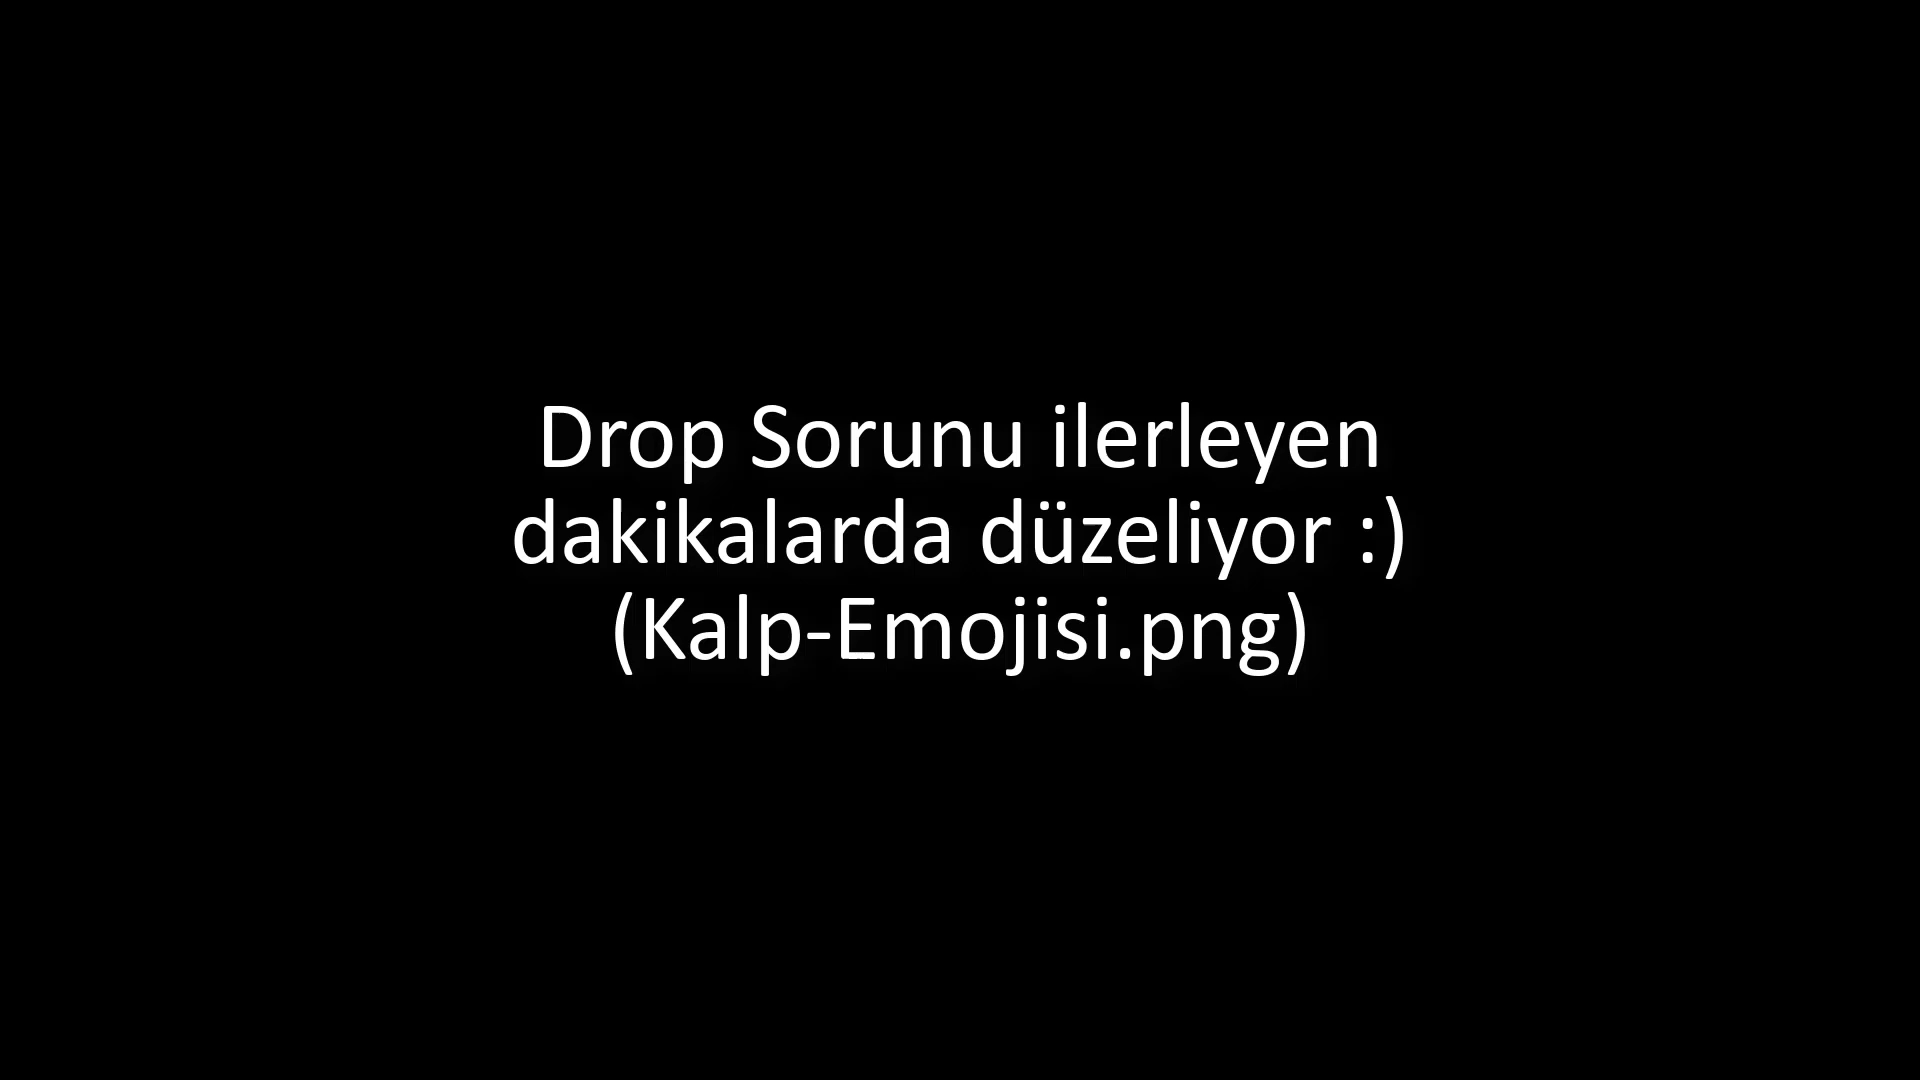 Drop Sorunu ilerleyen
dakikalarda düzeliyor :)
(Kalp-Emojisi.png)